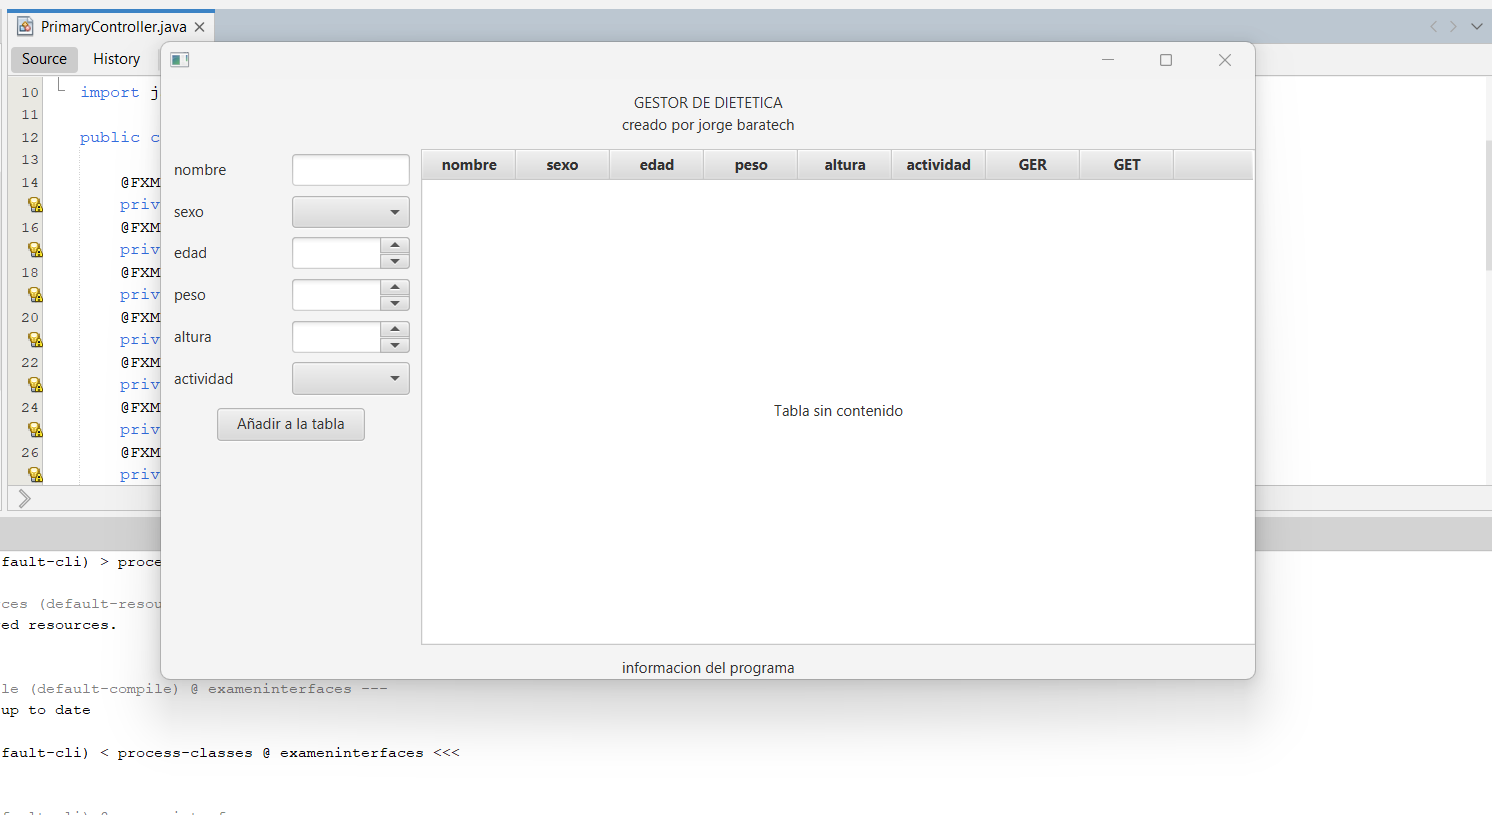 PrimaryController.java
Source History
10 import j
11
12 public c
13
14 @FXM
priv
16 @FXM
priv
18 @FXM
priv
20 @FXM
priv
22 @FXM
priv
24 @FXM
priv
26 @FXM
priv
GESTOR DE DIETETICA
creado por jorge baratech
nombre
sexo
edad
peso
altura
actividad
Añadir a la tabla
nombre sexo edad peso altura actividad GER GET
Tabla sin contenido
informacion del programa
fault-cli) > proce
rces (default-resou
ed resources.
le (default-compile) @ exameninterfaces ---
up to date
fault-cli) < process-classes @ exameninterfaces <<<